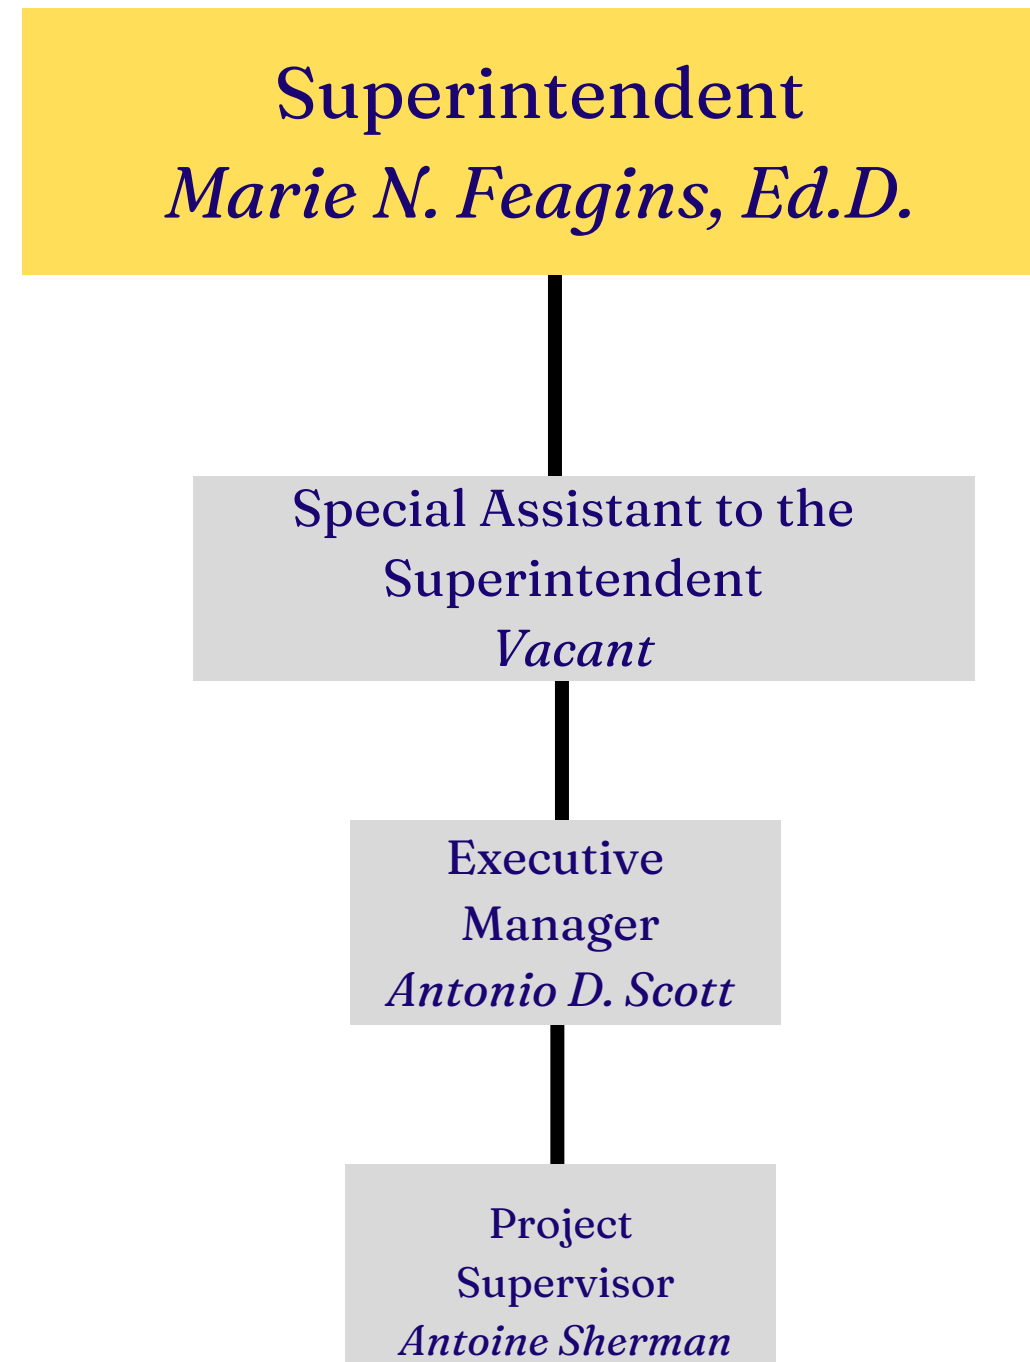 Superintendent
Marie N. Feagins, Ed.D.
Special Assistant to the
Superintendent
Vacant
Executive
Manager
Antonio D. Scott
Project
Supervisor
Antoine Sherman